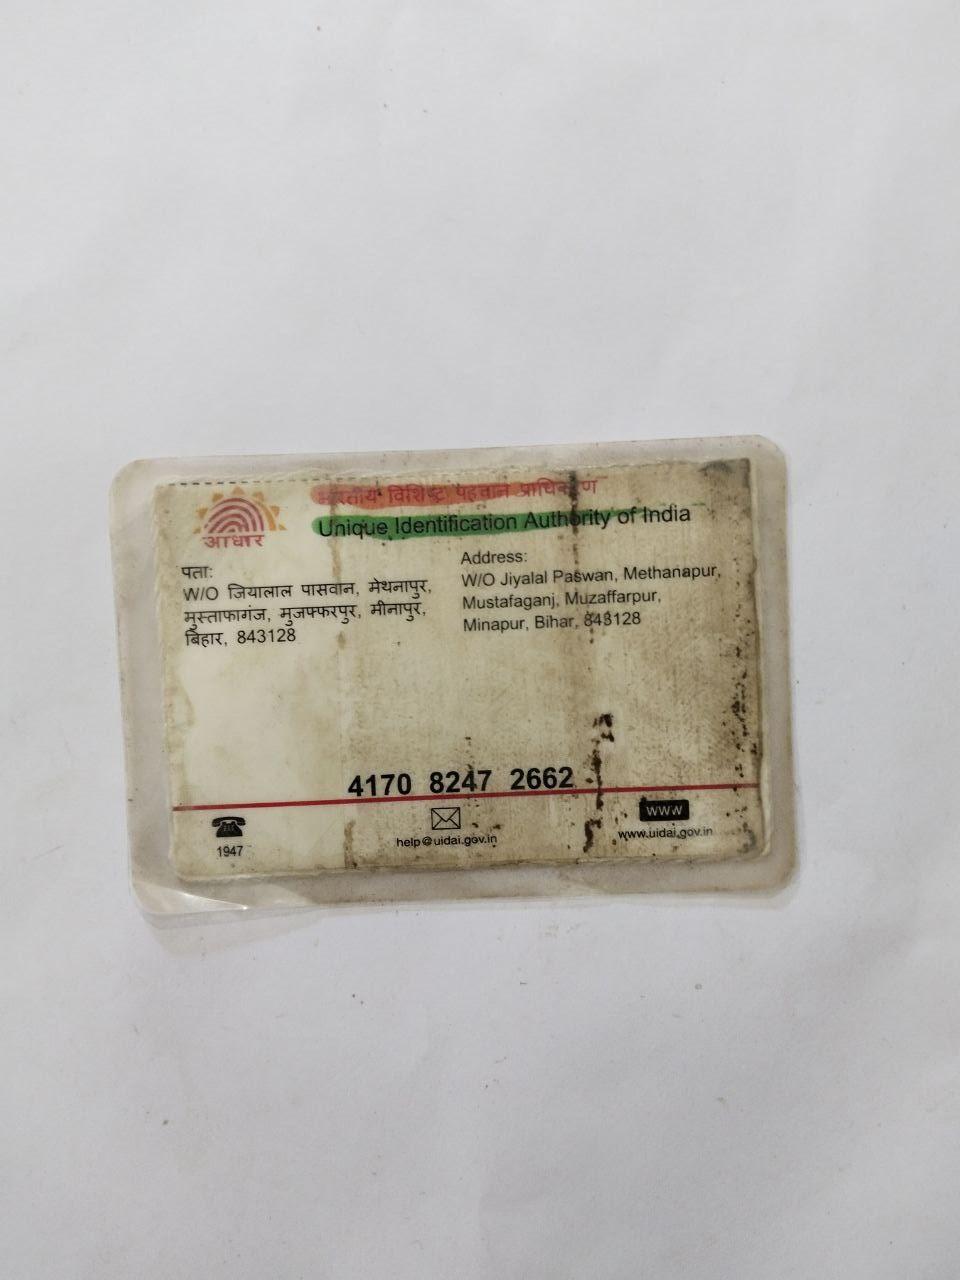 आधार
भारतीय विशिष्ट पहचान प्राधिकरण
Unique Identification Authority of India
पता:
W/O जियालाल पासवान, मेथनापुर,
मुस्ताफागंज, मुजफ्फरपुर, मीनापुर,
बिहार, 843128
Address:
W/O Jiyalal Paswan, Methanapur,
Mustafaganj, Muzaffarpur,
Minapur, Bihar, 843128
4170 8247 2662
1947
help@uidai.gov.in
www
www.uidai.gov.in